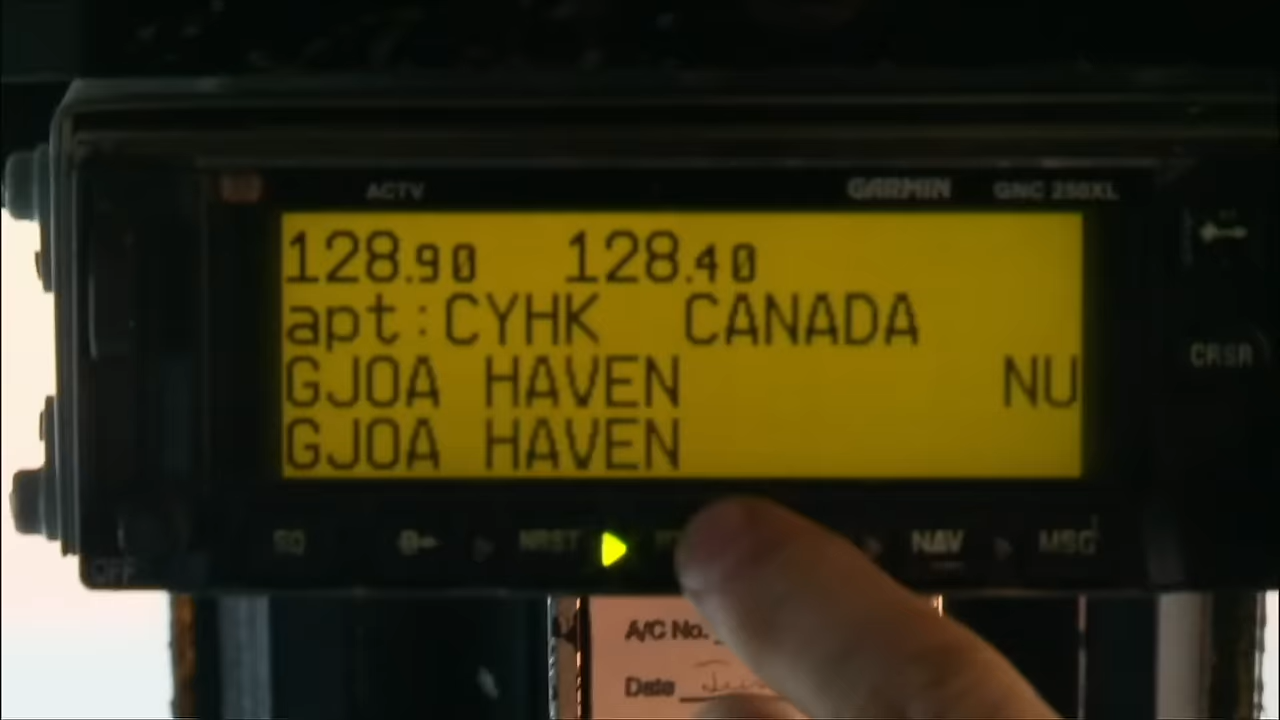 ACTV GARMIN GNC 250XL
128.90 128.40
apt:CYHK CANADA
GJOA HAVEN NU
GJOA HAVEN
CRSR
SQ NRST NAV MSG
OFF
A/C No.
Date